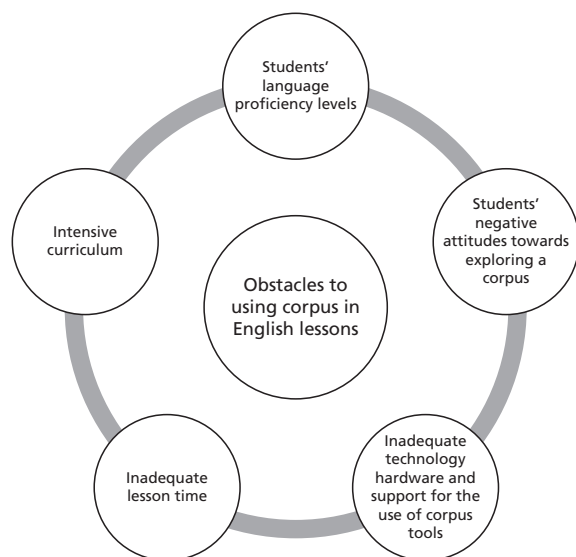 Students’
language
proficiency levels
Students’
negative
attitudes towards
exploring a
corpus
Inadequate
technology
hardware and
support for the
use of corpus
tools
Inadequate
lesson time
Intensive
curriculum
Obstacles to
using corpus in
English lessons